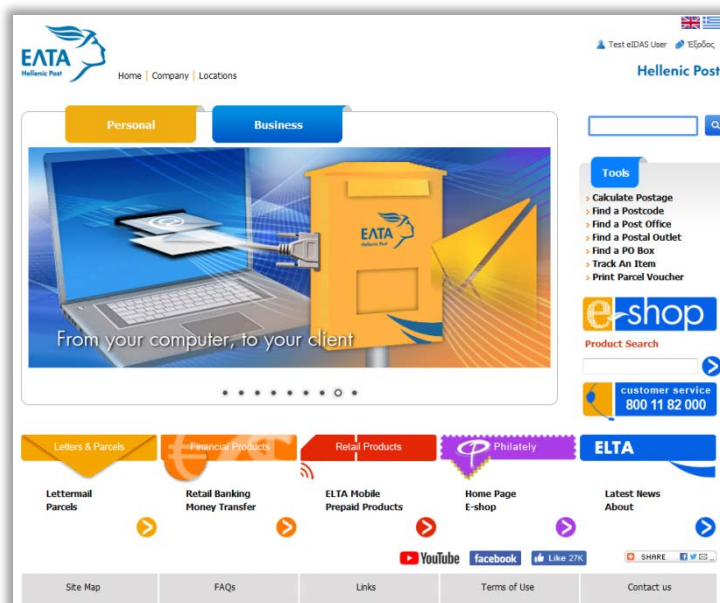 ΕΛΤΑ
Hellenic Post
Home | Company | Locations
Test eIDAS User Έξοδος
Hellenic Post
Personal
Business
ΕΛΤΑ
Hellenic Post
From your computer, to your client
Tools
Calculate Postage
Find a Postcode
Find a Post Office
Find a Postal Outlet
Find a PO Box
Track An Item
Print Parcel Voucher
e-shop
Product Search
customer service
800 11 82 000
Letters & Parcels
Financial Products
Retail Products
Philately
ELTA
Lettermail
Parcels
Retail Banking
Money Transfer
ELTA Mobile
Prepaid Products
Home Page
E-shop
Latest News
About
YouTube
facebook
Like 27K
SHARE
Site Map
FAQs
Links
Terms of Use
Contact us